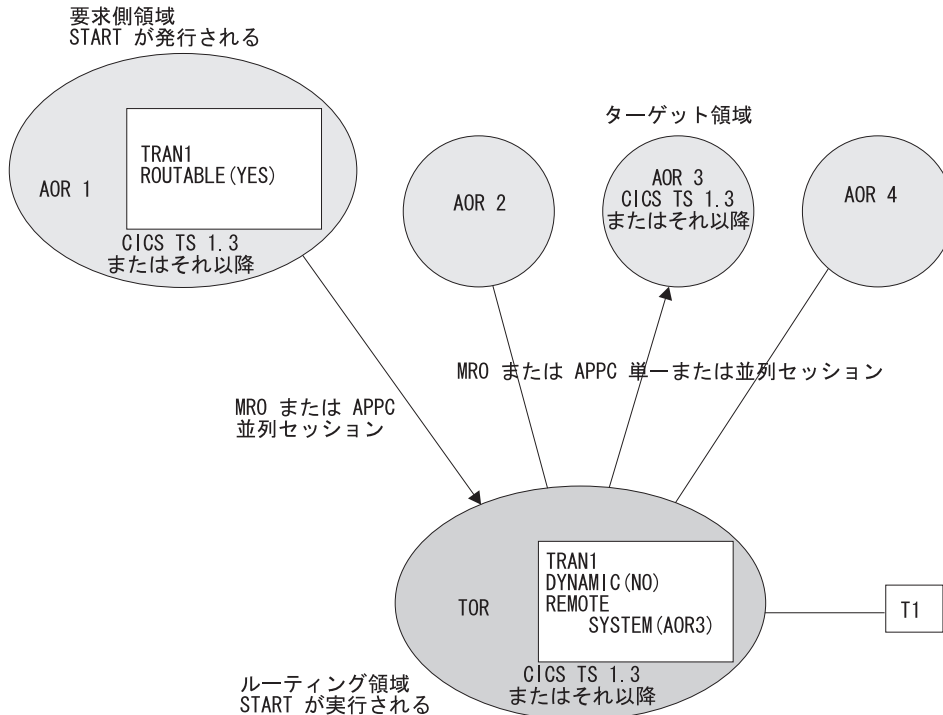 要求側領域
START が発行される
TRAN1
ROUTABLE(YES)
AOR 1
CICS TS 1.3
またはそれ以降
AOR 2
ターゲット領域
AOR 3
CICS TS 1.3
またはそれ以降
AOR 4
MRO または APPC 単一または並列セッション
MRO または APPC
並列セッション
TOR
TRAN1
DYNAMIC(NO)
REMOTE
SYSTEM(AOR3)
CICS TS 1.3
またはそれ以降
T1
ルーティング領域
START が実行される